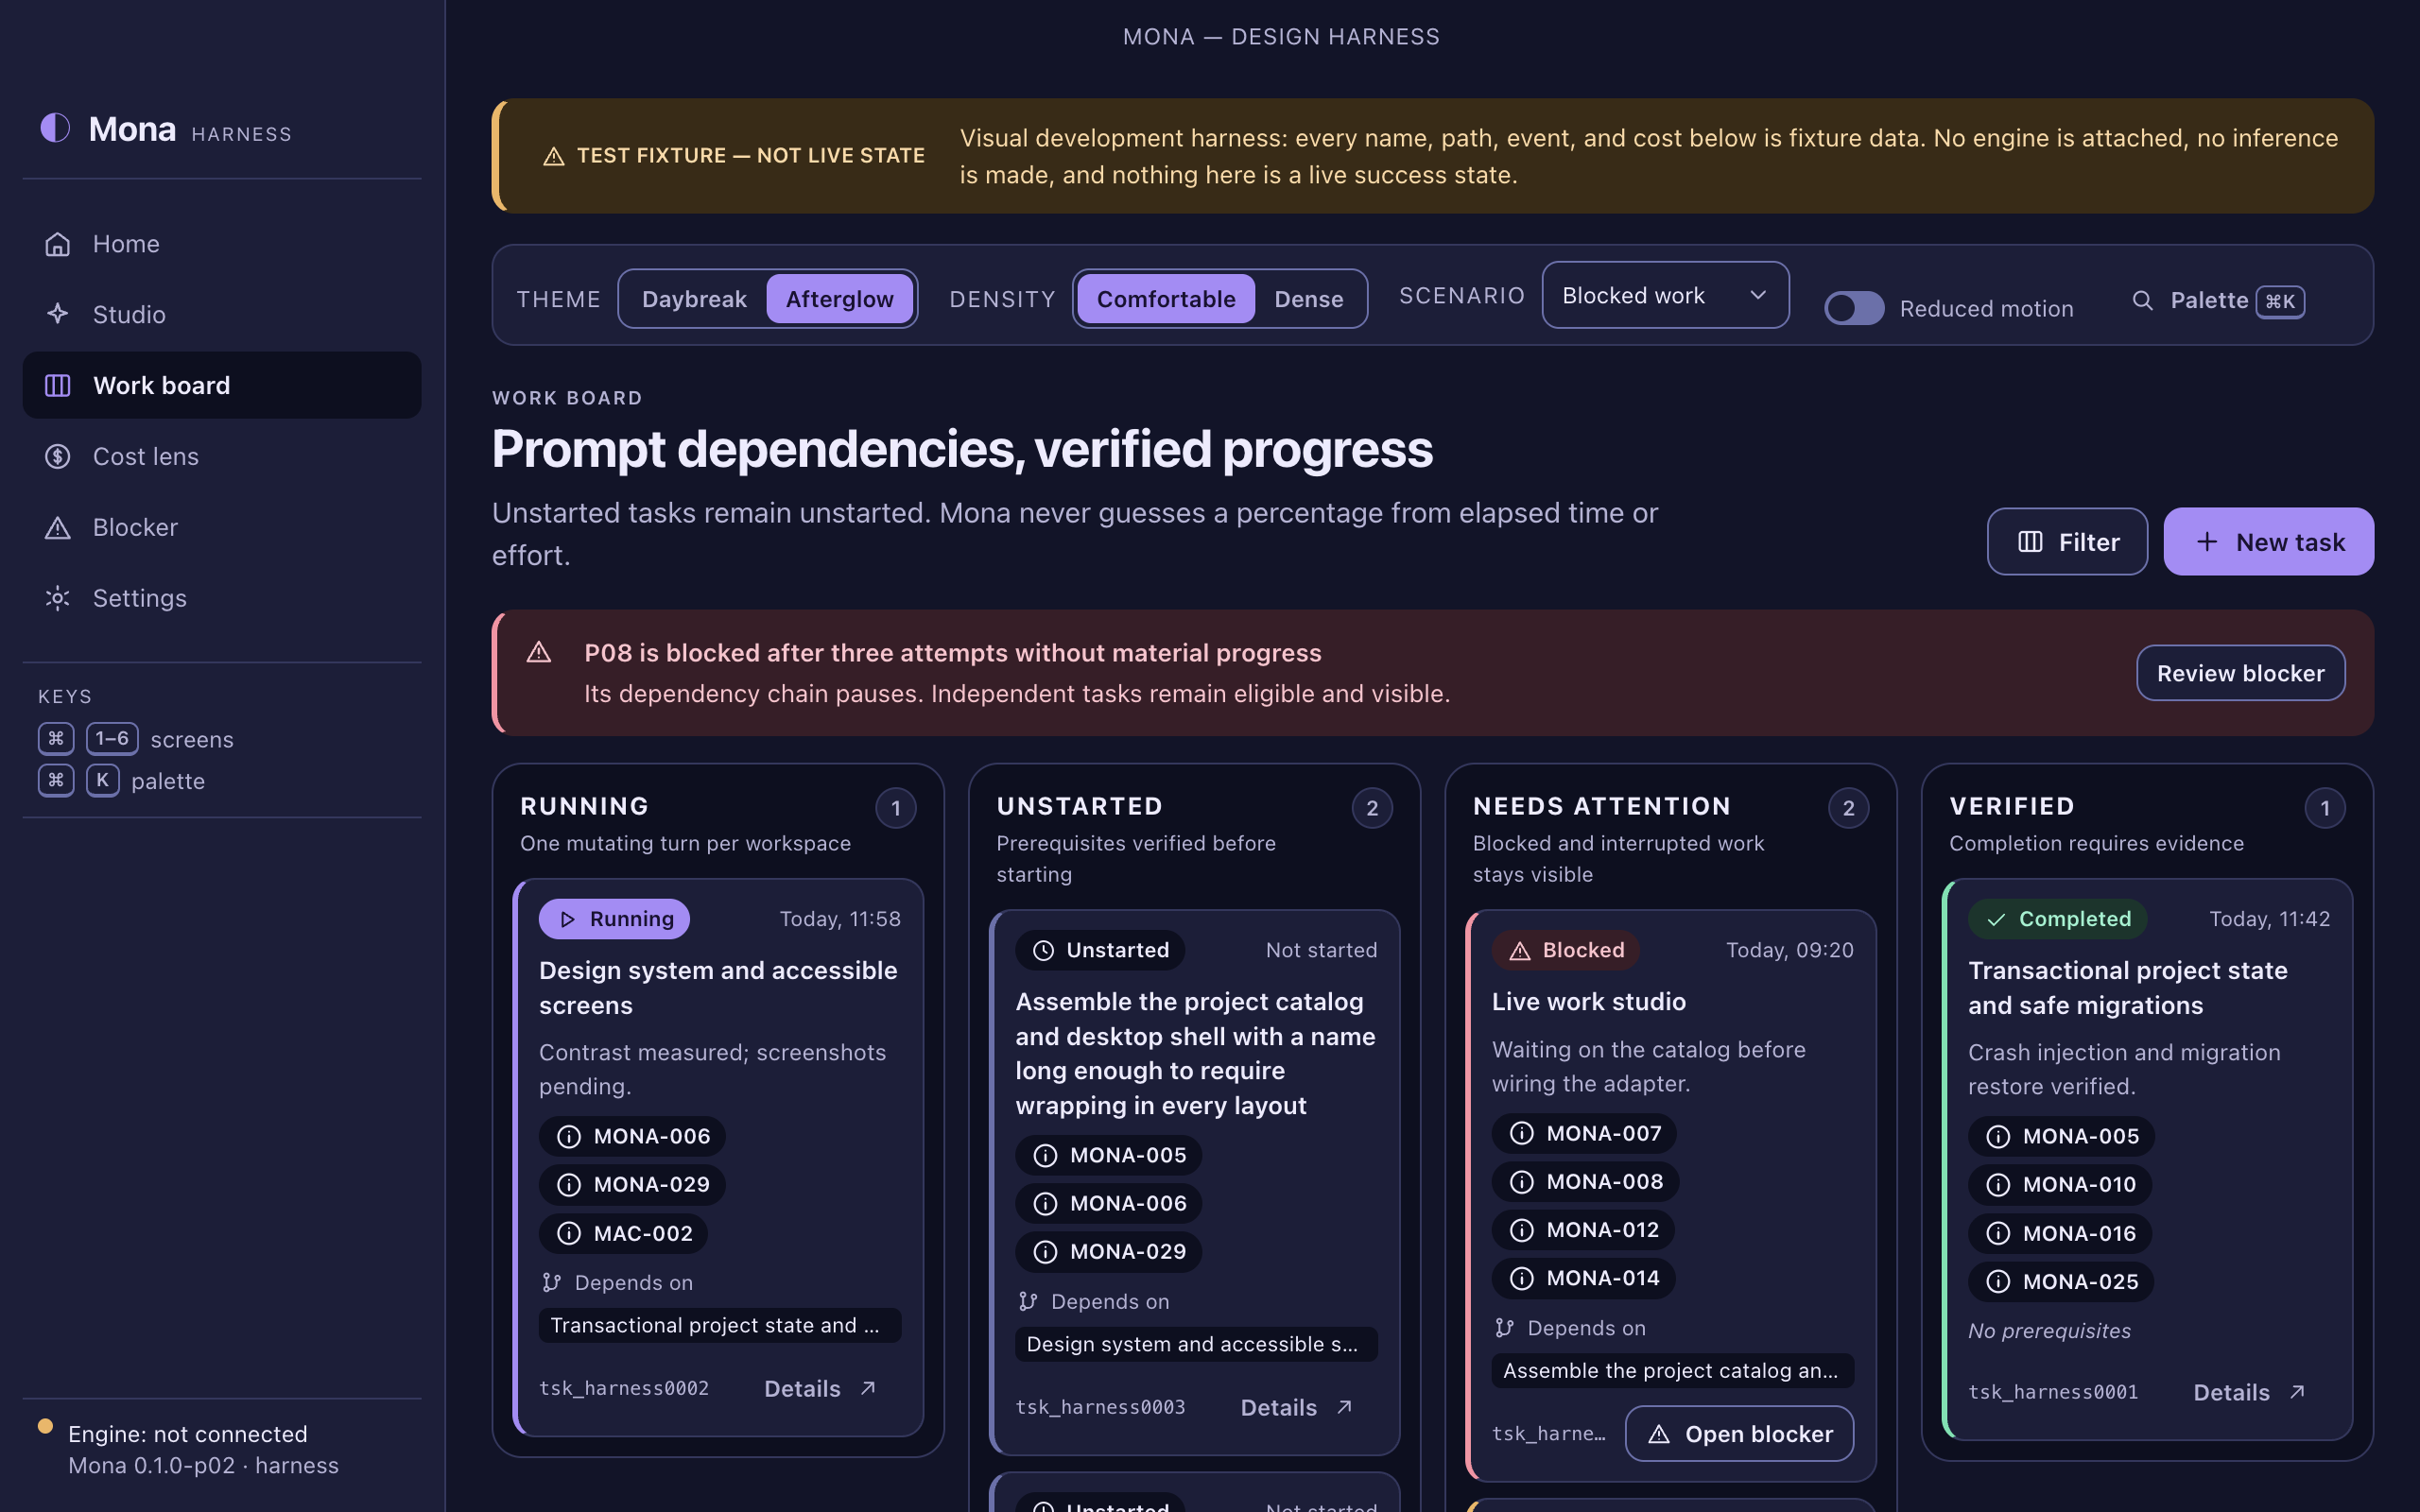 MONA — DESIGN HARNESS
Mona HARNESS
Home
Studio
Work board
Cost lens
Blocker
Settings
KEYS
⌘ 1–6 screens
⌘ K palette
Engine: not connected
Mona 0.1.0-p02 · harness
TEST FIXTURE — NOT LIVE STATE
Visual development harness: every name, path, event, and cost below is fixture data. No engine is attached, no inference
is made, and nothing here is a live success state.
THEME Daybreak Afterglow DENSITY Comfortable Dense SCENARIO Blocked work Reduced motion Palette ⌘K
WORK BOARD
Prompt dependencies, verified progress
Unstarted tasks remain unstarted. Mona never guesses a percentage from elapsed time or
effort.
Filter
New task
P08 is blocked after three attempts without material progress
Its dependency chain pauses. Independent tasks remain eligible and visible.
Review blocker
RUNNING 1
One mutating turn per workspace
Running Today, 11:58
Design system and accessible
screens
Contrast measured; screenshots
pending.
MONA-006
MONA-029
MAC-002
Depends on
Transactional project state and ...
tsk_harness0002 Details
UNSTARTED 2
Prerequisites verified before
starting
Unstarted Not started
Assemble the project catalog
and desktop shell with a name
long enough to require
wrapping in every layout
MONA-005
MONA-006
MONA-029
Depends on
Design system and accessible s...
tsk_harness0003 Details
Unstarted Not started
NEEDS ATTENTION 2
Blocked and interrupted work
stays visible
Blocked Today, 09:20
Live work studio
Waiting on the catalog before
wiring the adapter.
MONA-007
MONA-008
MONA-012
MONA-014
Depends on
Assemble the project catalog an...
tsk_harne... Open blocker
VERIFIED 1
Completion requires evidence
Completed Today, 11:42
Transactional project state
and safe migrations
Crash injection and migration
restore verified.
MONA-005
MONA-010
MONA-016
MONA-025
No prerequisites
tsk_harness0001 Details